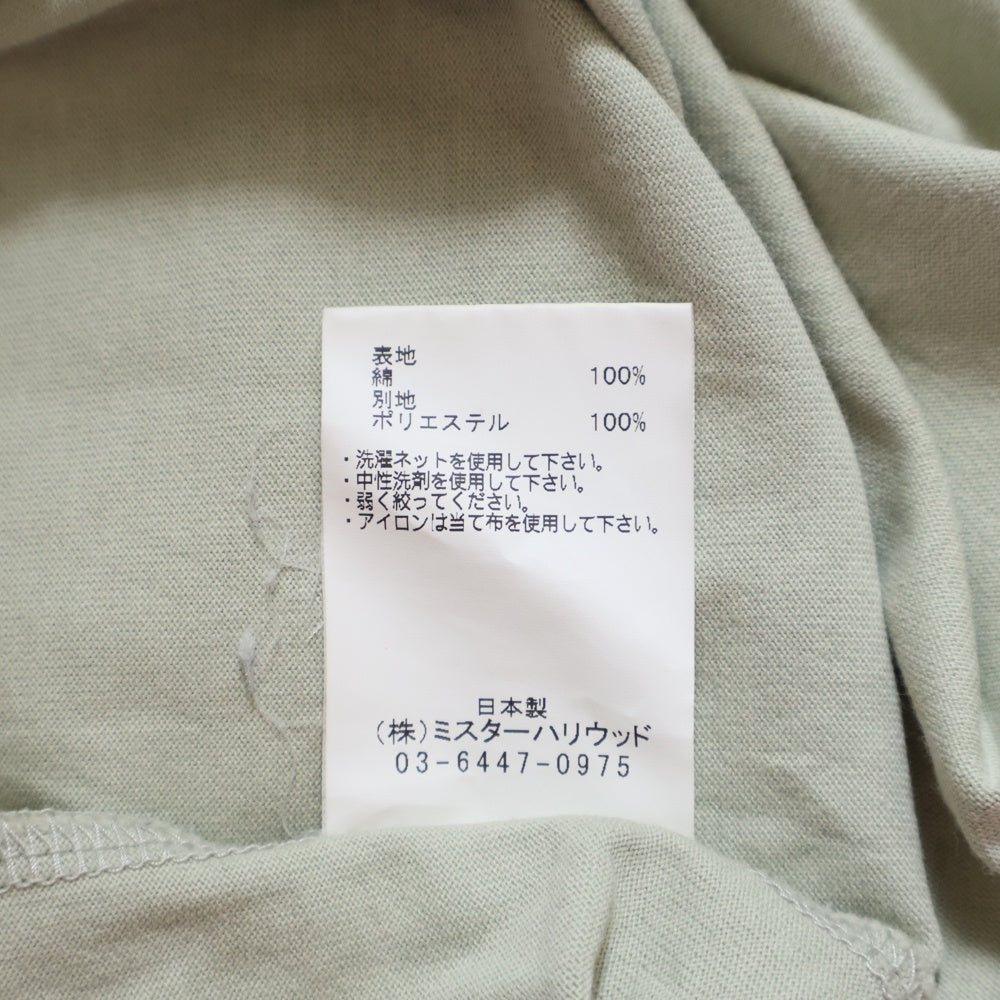 表地
綿 100%
別地
ポリエステル 100%
・洗濯ネットを使用して下さい。
・中性洗剤を使用して下さい。
・弱く絞ってください。
・アイロンは当て布を使用して下さい。
日本製
（株）ミスターハリウッド
03-6447-0975